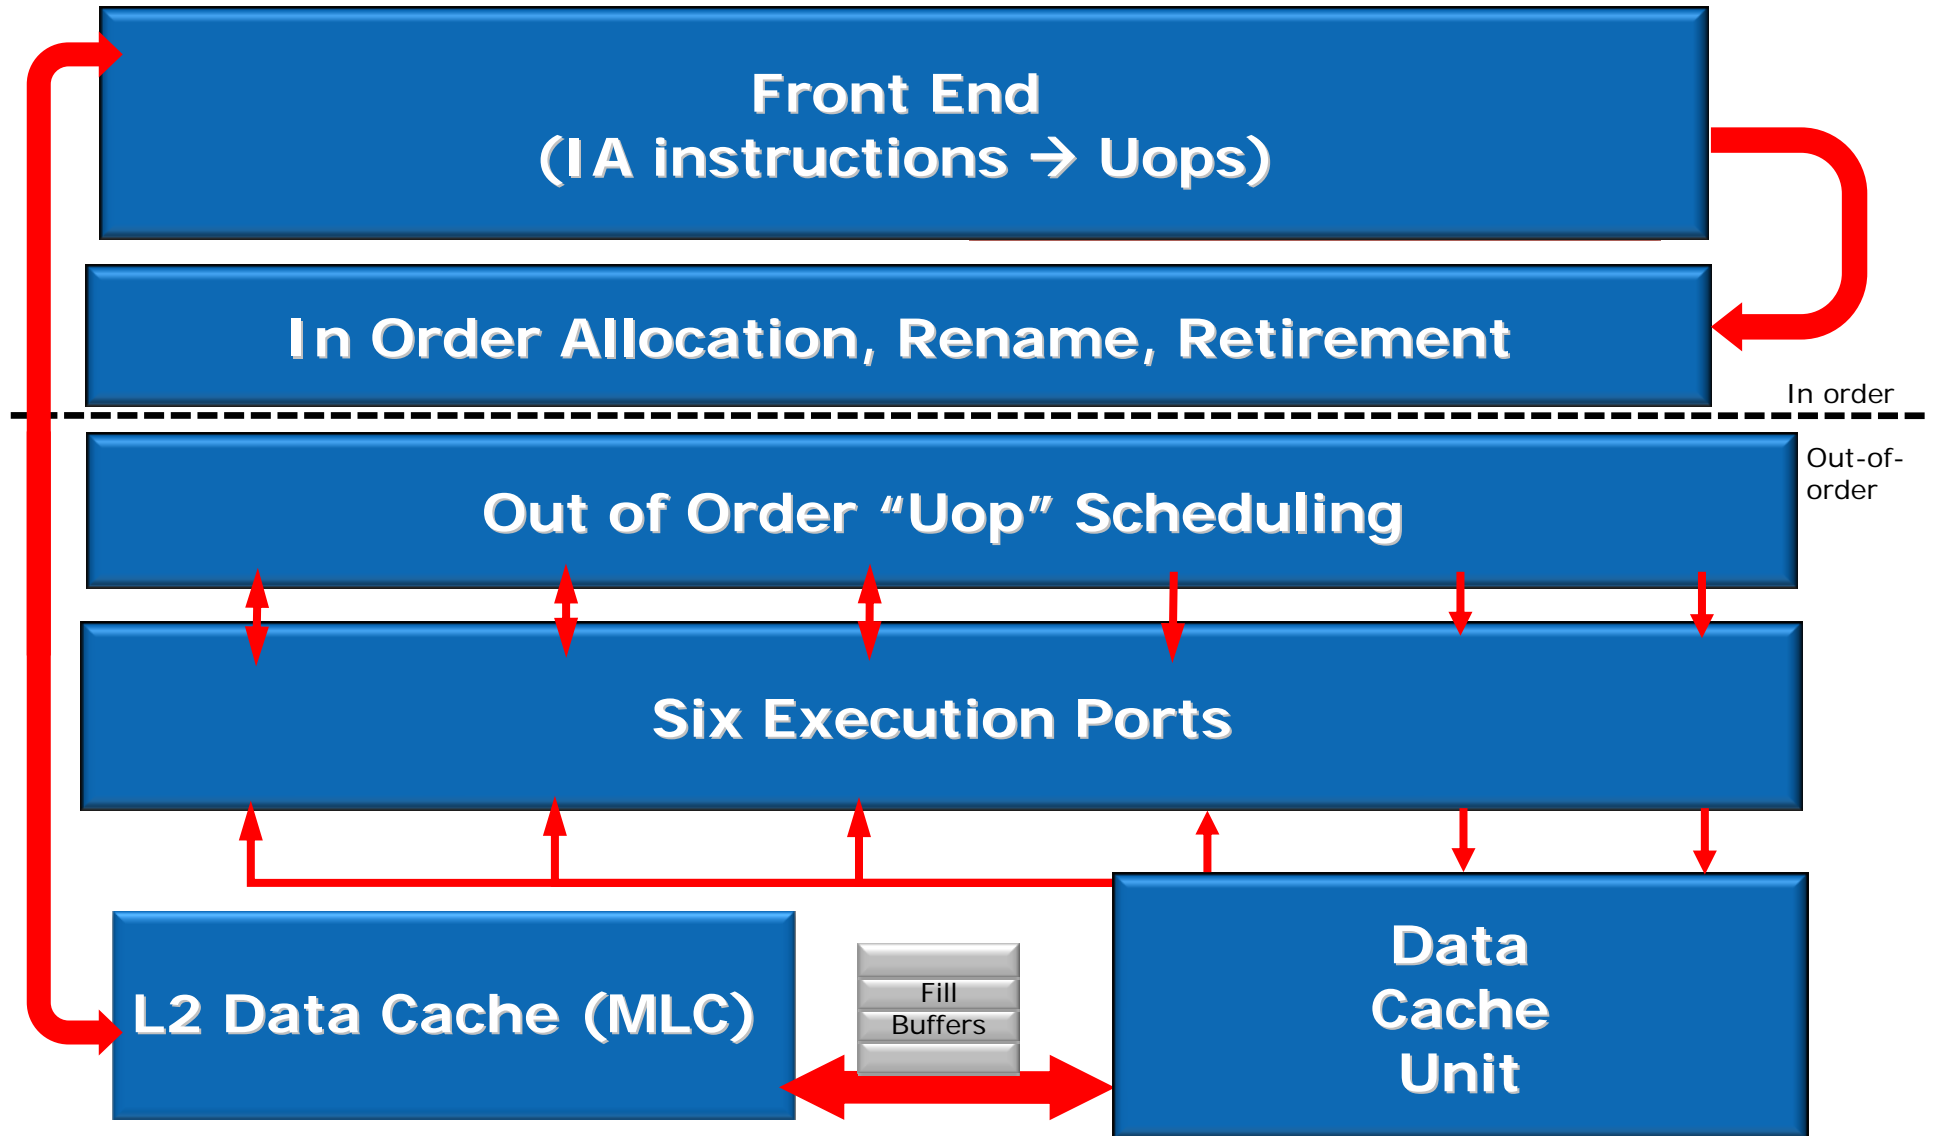 Front End
(IA instructions → Uops)
In Order Allocation, Rename, Retirement
In order
Out-of-
order
Out of Order “Uop” Scheduling
Six Execution Ports
L2 Data Cache (MLC)
Fill
Buffers
Data
Cache
Unit